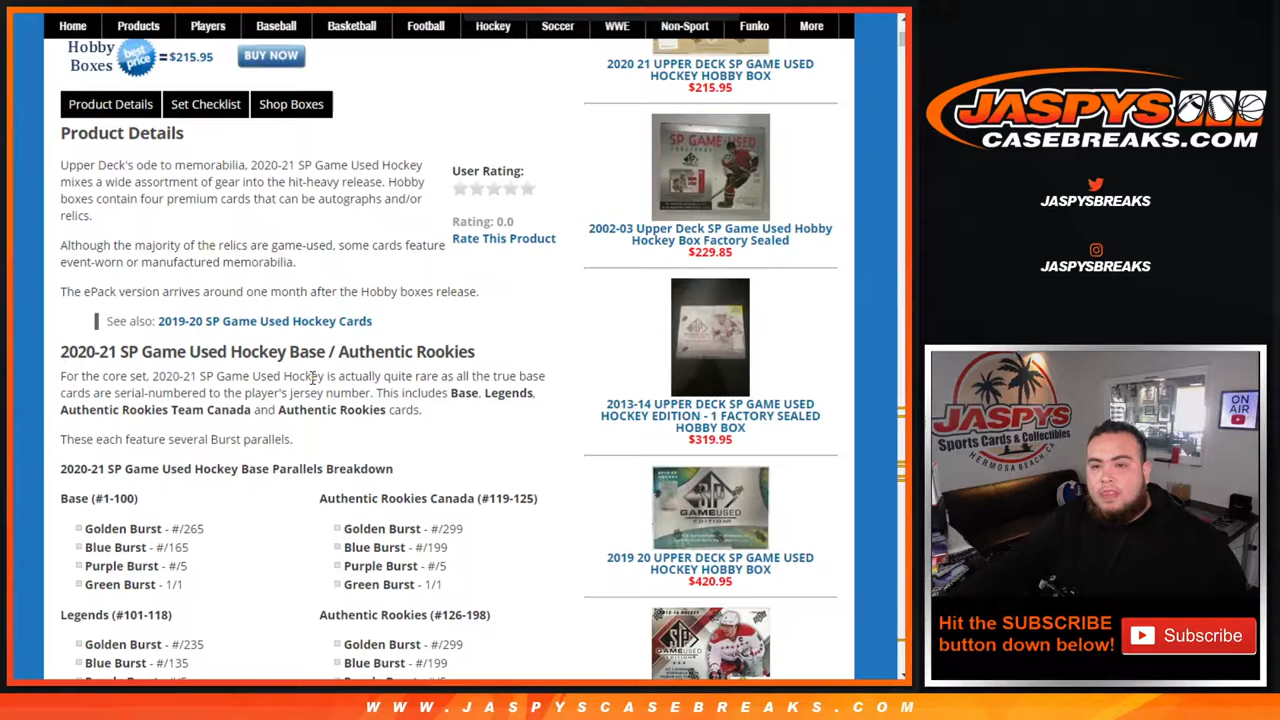 Home Products Players Baseball Basketball Football Hockey Soccer WWE Non-Sport Funko More
Hobby
Boxes
best price
= $215.95
BUY NOW
Product Details Set Checklist Shop Boxes
Product Details
Upper Deck's ode to memorabilia, 2020-21 SP Game Used Hockey
mixes a wide assortment of gear into the hit-heavy release. Hobby
boxes contain four premium cards that can be autographs and/or
relics.
User Rating:
Rating: 0.0
Rate This Product
Although the majority of the relics are game-used, some cards feature
event-worn or manufactured memorabilia.
The ePack version arrives around one month after the Hobby boxes release.
See also: 2019-20 SP Game Used Hockey Cards
2020-21 SP Game Used Hockey Base / Authentic Rookies
For the core set, 2020-21 SP Game Used Hockey is actually quite rare as all the true base
cards are serial-numbered to the player's jersey number. This includes Base, Legends,
Authentic Rookies Team Canada and Authentic Rookies cards.
These each feature several Burst parallels.
2020-21 SP Game Used Hockey Base Parallels Breakdown
Base (#1-100)
Golden Burst - #/265
Blue Burst - #/165
Purple Burst - #/5
Green Burst - 1/1
Legends (#101-118)
Golden Burst - #/235
Blue Burst - #/135
Authentic Rookies Canada (#119-125)
Golden Burst - #/299
Blue Burst - #/199
Purple Burst - #/5
Green Burst - 1/1
Authentic Rookies (#126-198)
Golden Burst - #/299
Blue Burst - #/199
2020 21 UPPER DECK SP GAME USED
HOCKEY HOBBY BOX
$215.95
SP GAME USED
2002-03 Upper Deck SP Game Used Hobby
Hockey Box Factory Sealed
$229.85
2013-14 UPPER DECK SP GAME USED
HOCKEY EDITION - 1 FACTORY SEALED
HOBBY BOX
$319.95
SP
GAME USED
EDITION
2019 20 UPPER DECK SP GAME USED
HOCKEY HOBBY BOX
$420.95
JASPYS
CASEBREAKS.COM
JASPYSBREAKS
JASPYSBREAKS
JASPYS
Sports Cards & Collectibles
HERMOSA BEACH, CA
ON
AIR
Hit the SUBSCRIBE
button down below!
Subscribe
WWW.JASPYSCASEBREAKS.COM